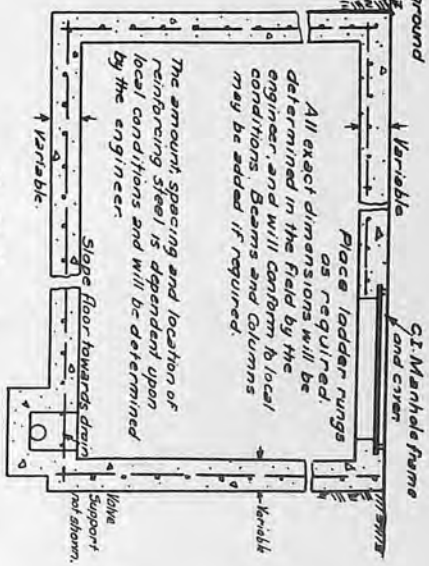 ground
Variable
C.I. Manhole frame
and cover
Place ladder rungs
as required.
All exact dimensions will be
determined in the field by the
engineer, and will conform to local
conditions. Beams and Columns
may be added if required.
The amount, spacing and location of
reinforcing steel is dependent upon
local conditions and will be determined
by the engineer.
Variable
Slope floor towards drain
Variable.
Valve
Support
not shown.